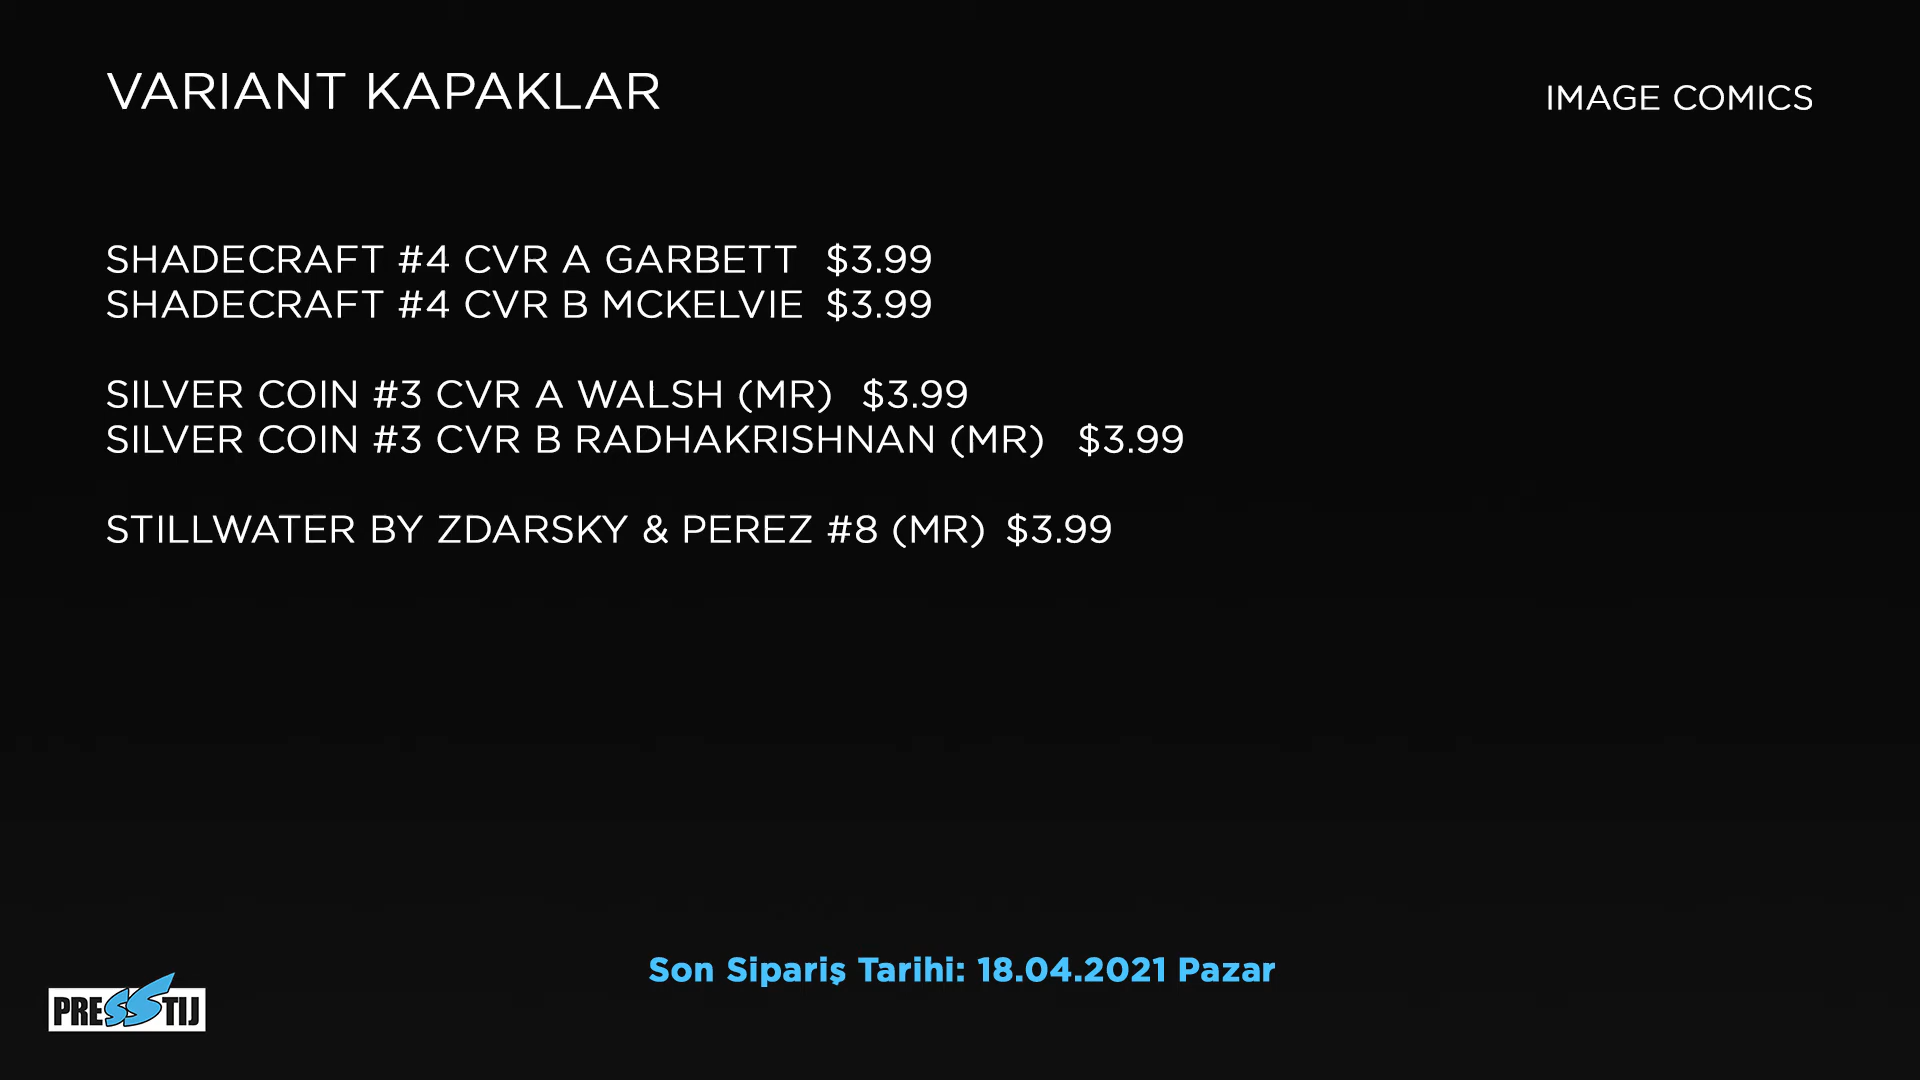 VARIANT KAPAKLAR
IMAGE COMICS
SHADECRAFT #4 CVR A GARBETT $3.99
SHADECRAFT #4 CVR B MCKELVIE $3.99
SILVER COIN #3 CVR A WALSH (MR) $3.99
SILVER COIN #3 CVR B RADHAKRISHNAN (MR) $3.99
STILLWATER BY ZDARSKY & PEREZ #8 (MR) $3.99
Son Sipariş Tarihi: 18.04.2021 Pazar
PRESSTIJ